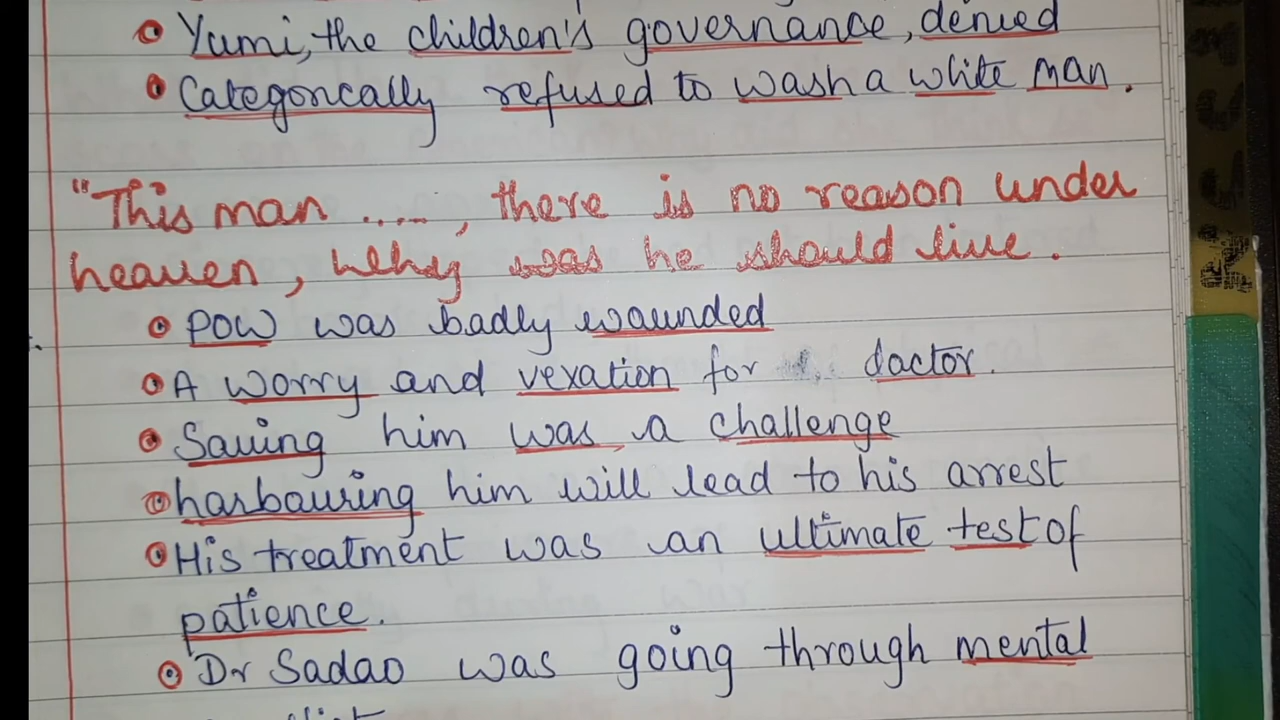 • Yumi, the children's governance, denied
• Categorically refused to wash a white man.
"This man ...., there is no reason under
heaven, why was he should live.
• POW was badly wounded
• A worry and vexation for doctor.
• Saving him was a challenge
• harbouring him will lead to his arrest
• His treatment was an ultimate test of
patience.
• Dr Sadao was going through mental